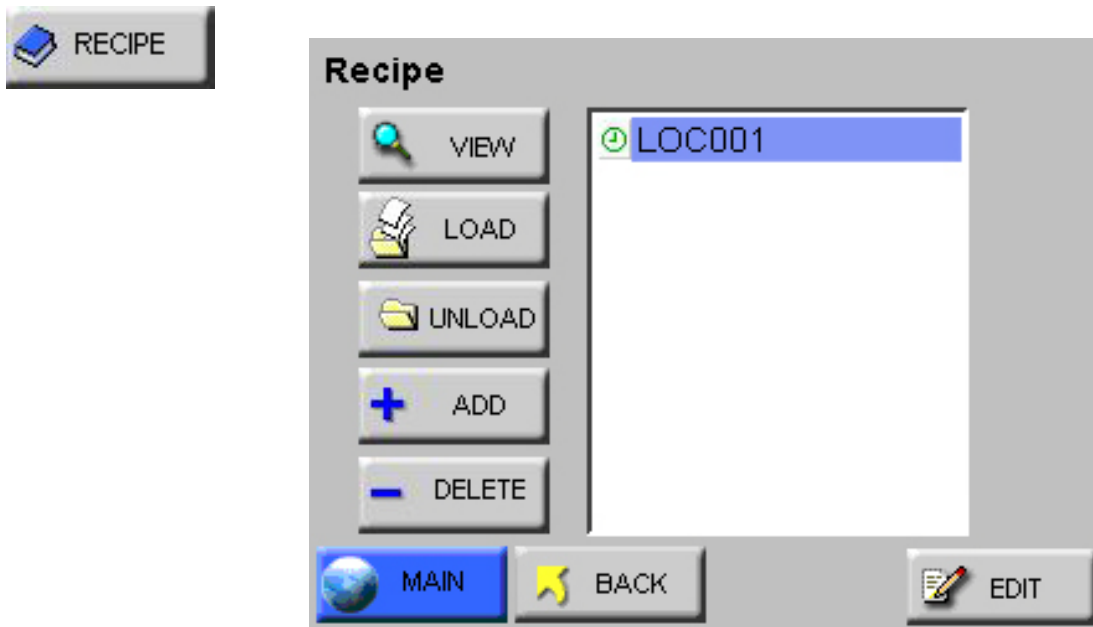 RECIPE
Recipe
VIEW
LOC001
LOAD
UNLOAD
ADD
DELETE
MAIN
BACK
EDIT